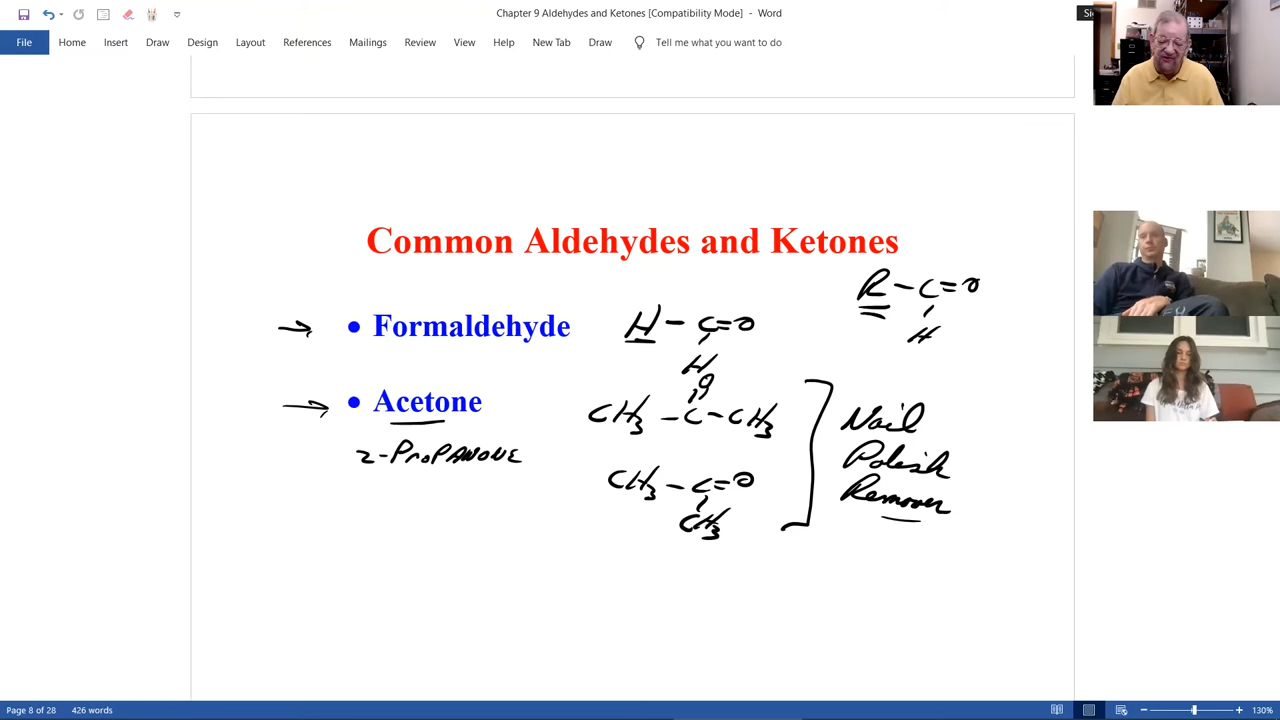 Chapter 9 Aldehydes and Ketones [Compatibility Mode] - Word
File Home Insert Draw Design Layout References Mailings Review View Help New Tab Draw Tell me what you want to do
Common Aldehydes and Ketones
R-C=O
H
• Formaldehyde
H-C=O
H
• Acetone
O
CH3-C-CH3
2-PROPANONE
CH3-C=O
CH3
Nail
Polish
Remover
Page 8 of 28 426 words 130%